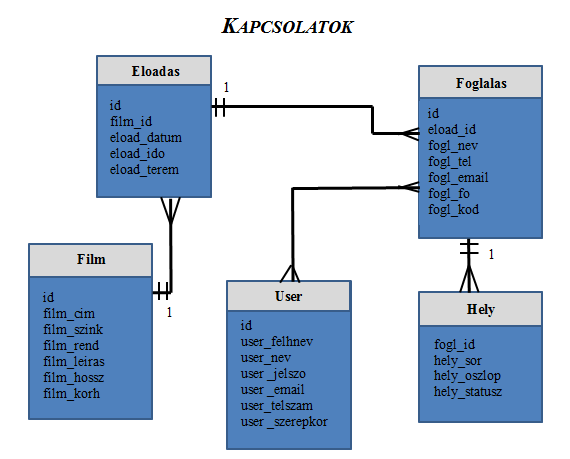 KAPCSOLATOK
Eloadas
id
film_id
eload_datum
eload_ido
eload_terem
1
Foglalas
id
eload_id
fogl_nev
fogl_tel
fogl_email
fogl_fo
fogl_kod
Film
id
film_cim
film_szink
film_rend
film_leiras
film_hossz
film_korh
1
User
id
user_felhnev
user_nev
user _jelszo
user _email
user_telszam
user _szerepkor
1
Hely
fogl_id
hely_sor
hely_oszlop
hely_statusz